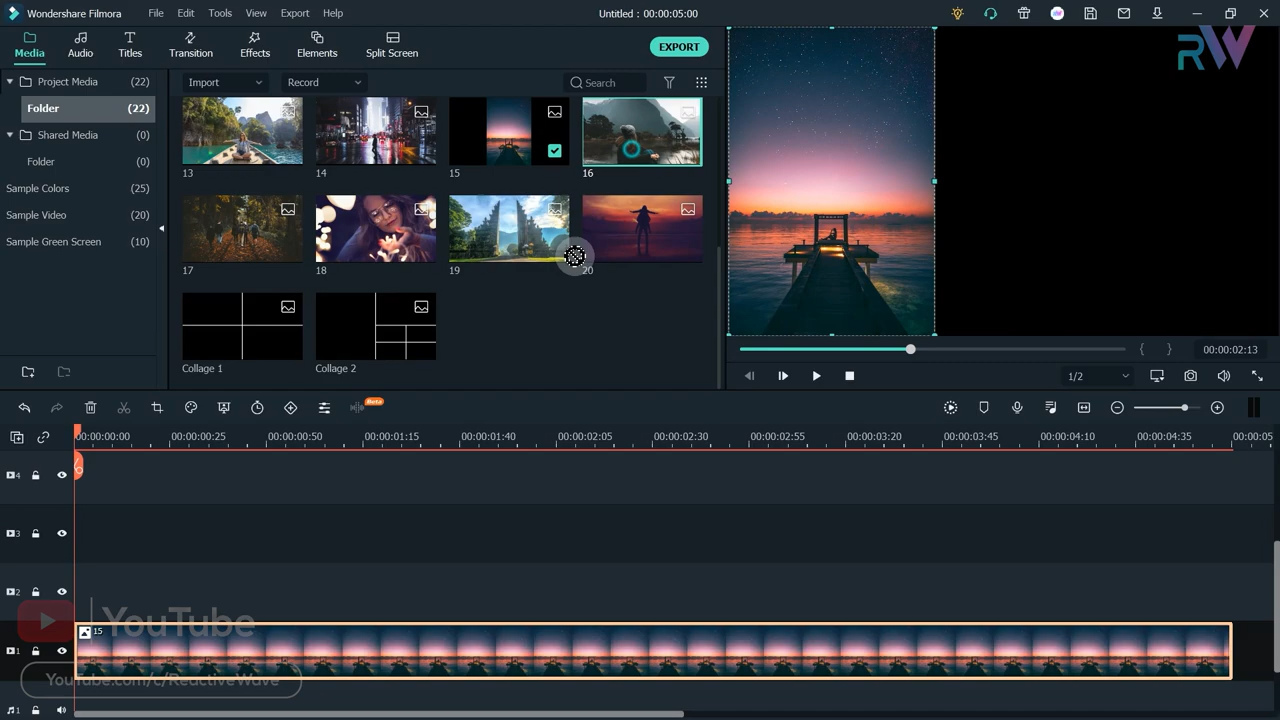 Wondershare Filmora
File
Edit
Tools
View
Export
Help
Untitled : 00:00:05:00
Media
Audio
Titles
Transition
Effects
Elements
Split Screen
EXPORT
Project Media (22)
Folder (22)
Shared Media (0)
Folder (0)
Sample Colors (25)
Sample Video (20)
Sample Green Screen (10)
Import
Record
Search
13
14
15
16
17
18
19
20
Collage 1
Collage 2
RW
00:00:02:13
1/2
Beta
00:00:00:00
00:00:00:25
00:00:00:50
00:00:01:15
00:00:01:40
00:00:02:05
00:00:02:30
00:00:02:55
00:00:03:20
00:00:03:45
00:00:04:10
00:00:04:35
00:00:05
4
3
2
15
YouTube
1
YouTube.com/c/ReactiveWave
1